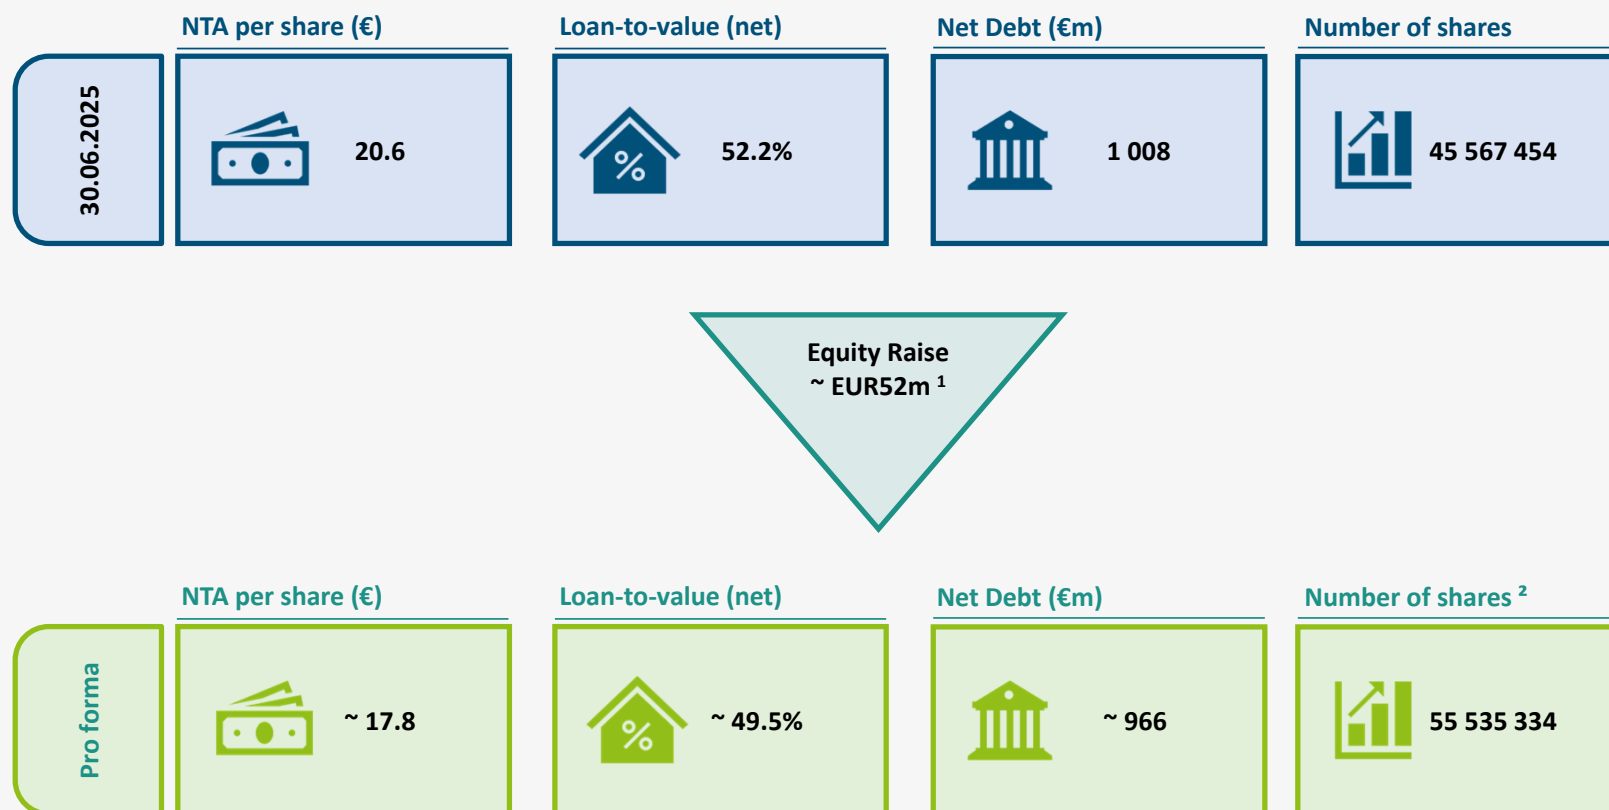 NTA per share (€)
Loan-to-value (net)
Net Debt (€m)
Number of shares
30.06.2025
20.6
%
52.2%
1 008
45 567 454
Equity Raise
~ EUR52m ¹
NTA per share (€)
Loan-to-value (net)
Net Debt (€m)
Number of shares ²
Pro forma
~ 17.8
%
~ 49.5%
~ 966
55 535 334